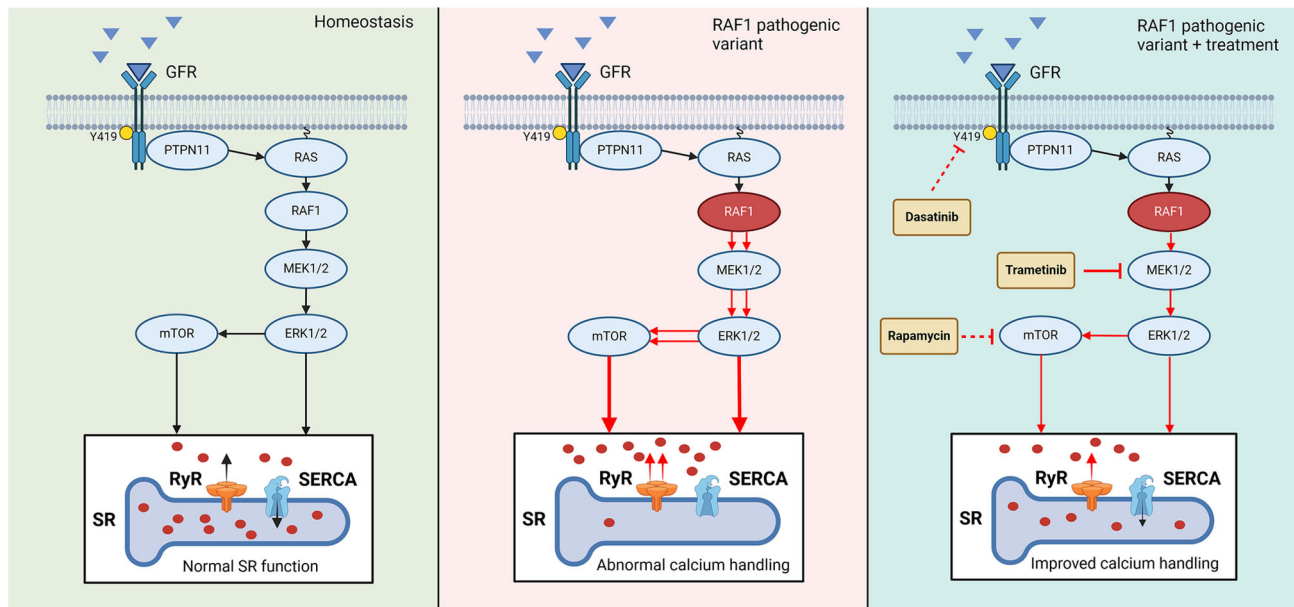 Homeostasis
GFR
Y419
PTPN11
RAS
RAF1
MEK1/2
mTOR
ERK1/2
RyR
SERCA
SR
Normal SR function
RAF1 pathogenic
variant
GFR
Y419
PTPN11
RAS
RAF1
MEK1/2
mTOR
ERK1/2
RyR
SERCA
SR
Abnormal calcium handling
RAF1 pathogenic
variant + treatment
GFR
Y419
PTPN11
RAS
Dasatinib
RAF1
Trametinib
MEK1/2
Rapamycin
mTOR
ERK1/2
RyR
SERCA
SR
Improved calcium handling